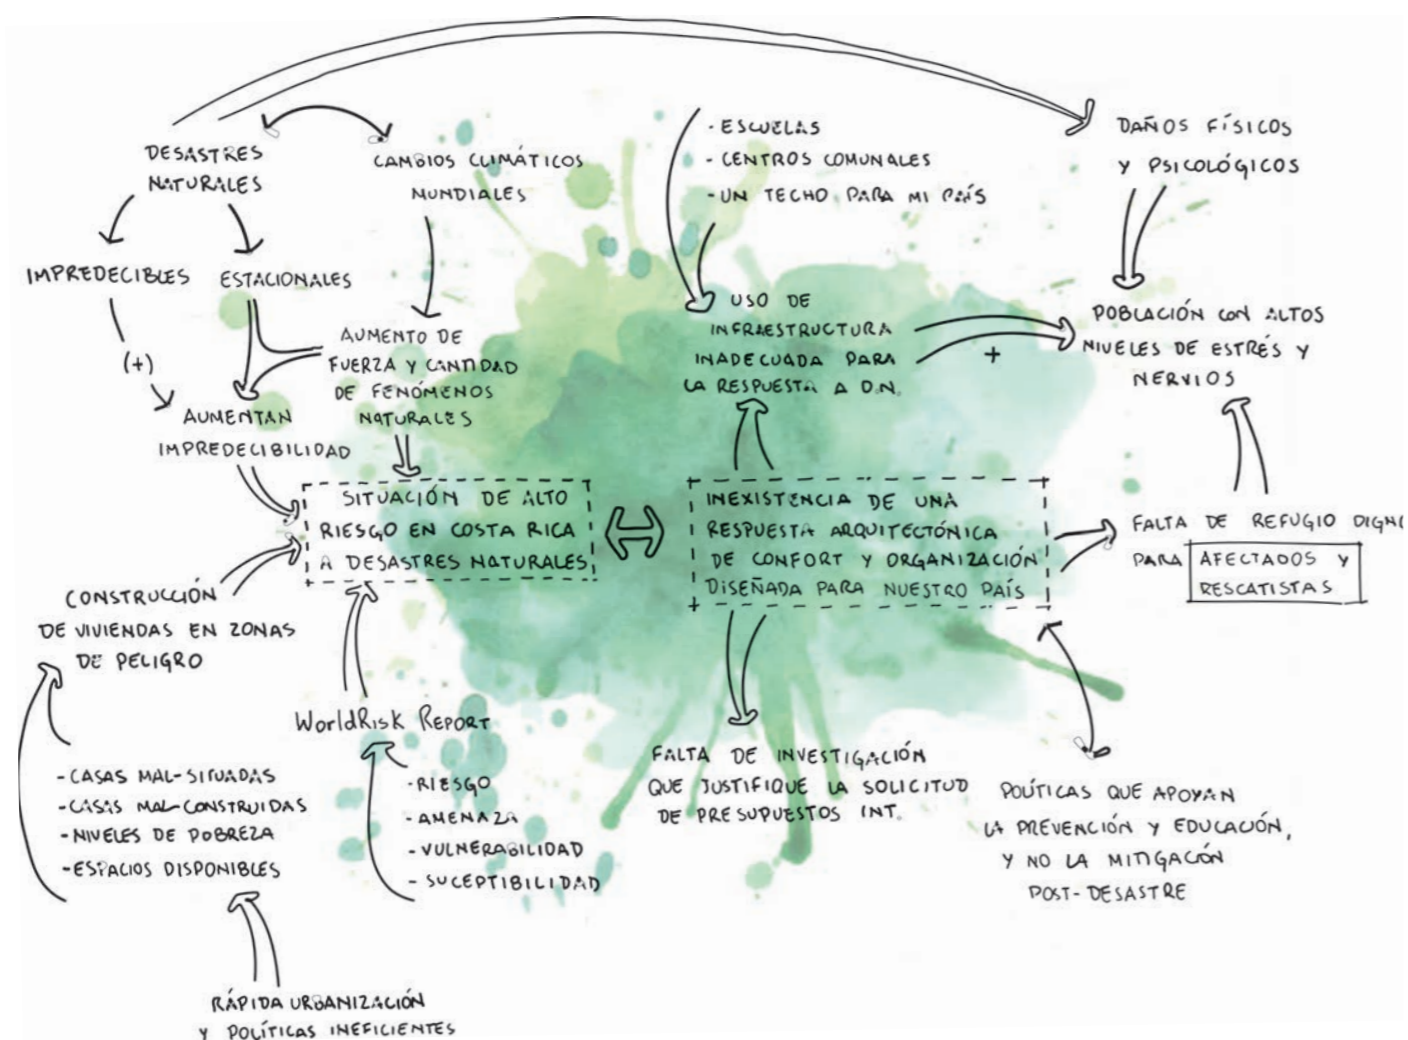 DESASTRES
NATURALES
CAMBIOS CLIMÁTICOS
MUNDIALES
- ESCUELAS
- CENTROS COMUNALES
- UN TECHO PARA MI PAÍS
DAÑOS FÍSICOS
Y PSICOLÓGICOS
IMPREDECIBLES
ESTACIONALES
(+)
AUMENTO DE
FUERZA Y CANTIDAD
DE FENÓMENOS
NATURALES
AUMENTAN
IMPREDECIBILIDAD
USO DE
INFRAESTRUCTURA
INADECUADA PARA
LA RESPUESTA A D.N.
+
POBLACIÓN CON ALTOS
NIVELES DE ESTRÉS Y
NERVIOS
SITUACIÓN DE ALTO
RIESGO EN COSTA RICA
A DESASTRES NATURALES
INEXISTENCIA DE UNA
RESPUESTA ARQUITECTÓNICA
DE CONFORT Y ORGANIZACIÓN
DISEÑADA PARA NUESTRO PAÍS
FALTA DE REFUGIO DIGN
PARA AFECTADOS Y
RESCATISTAS
CONSTRUCCIÓN
DE VIVIENDAS EN ZONAS
DE PELIGRO
WorldRisk Report
- CASAS MAL-SITUADAS
- CASAS MAL-CONSTRUIDAS
- NIVELES DE POBREZA
- ESPACIOS DISPONIBLES
- RIESGO
- AMENAZA
- VULNERABILIDAD
- SUCEPTIBILIDAD
FALTA DE INVESTIGACIÓN
QUE JUSTIFIQUE LA SOLICITUD
DE PRESUPUESTOS INT.
POLÍTICAS QUE APOYAN
LA PREVENCIÓN Y EDUCACIÓN,
Y NO LA MITIGACIÓN
POST-DESASTRE
RÁPIDA URBANIZACIÓN
Y POLÍTICAS INEFICIENTES